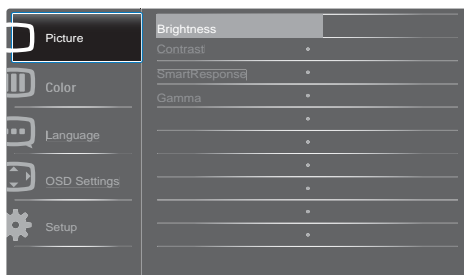 Picture
Color
Language
OSD Settings
Setup
Brightness
Contrast
SmartResponse
Gamma